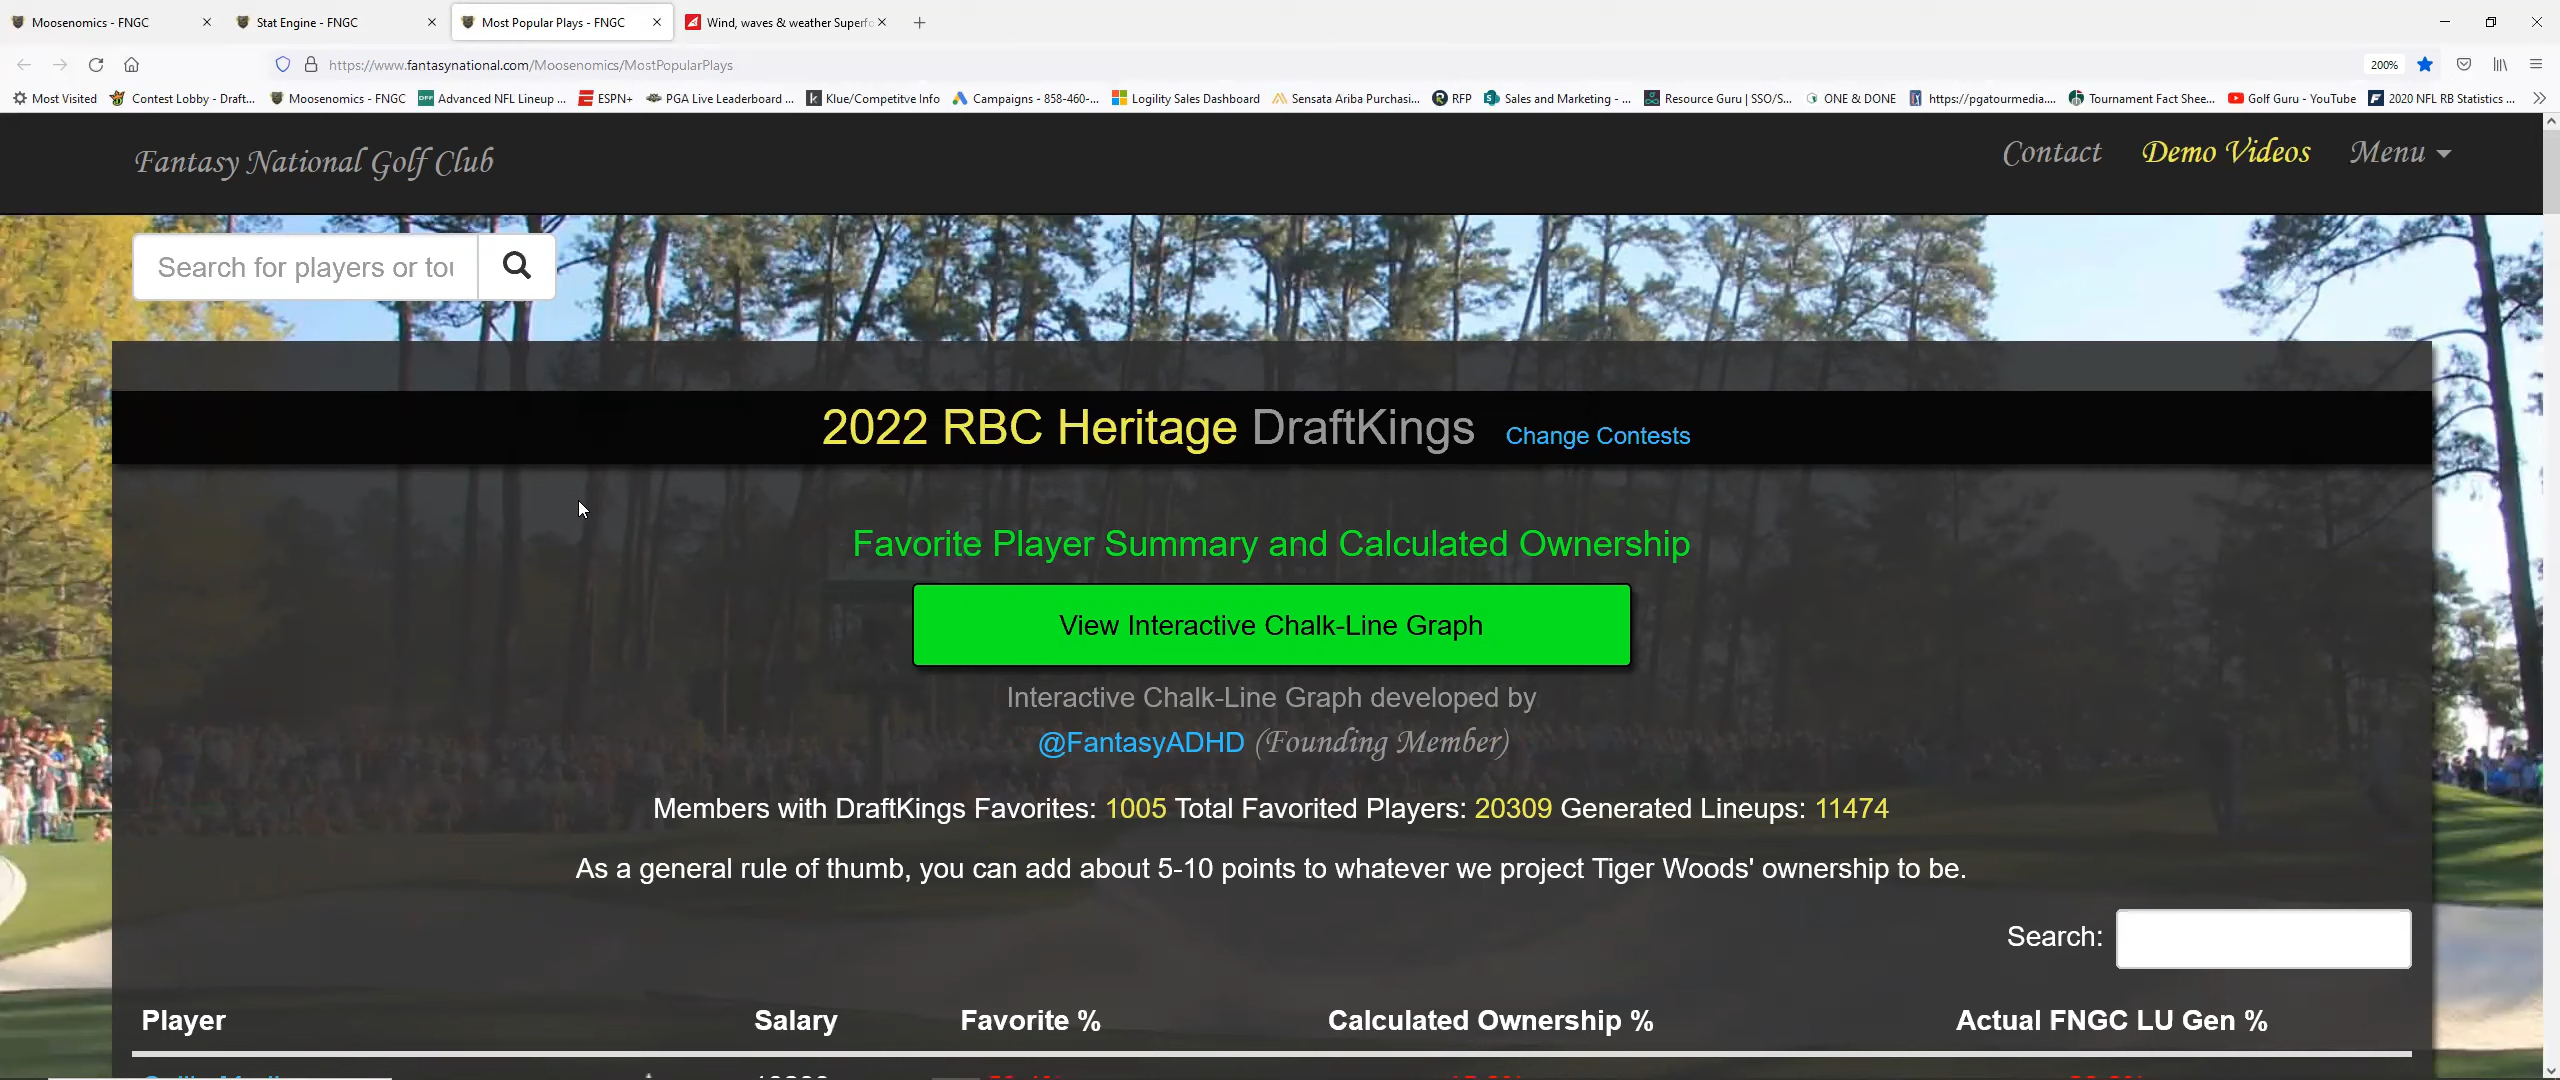 Moosenomics - FNGC
Stat Engine - FNGC
Most Popular Plays - FNGC
Wind, waves & weather Superfo
https://www.fantasynational.com/Moosenomics/MostPopularPlays
200%
Most Visited
Contest Lobby - Draft...
Moosenomics - FNGC
Advanced NFL Lineup ...
ESPN+
PGA Live Leaderboard ...
Klue/Competitve Info
Campaigns - 858-460-...
Logility Sales Dashboard
Sensata Ariba Purchasi...
RFP
Sales and Marketing - ...
Resource Guru | SSO/S...
ONE & DONE
https://pgatourmedia....
Tournament Fact Shee...
Golf Guru - YouTube
2020 NFL RB Statistics ...
Fantasy National Golf Club
Contact
Demo Videos
Menu
Search for players or tou
2022 RBC Heritage DraftKings Change Contests
Favorite Player Summary and Calculated Ownership
View Interactive Chalk-Line Graph
Interactive Chalk-Line Graph developed by
@FantasyADHD (Founding Member)
Members with DraftKings Favorites: 1005 Total Favorited Players: 20309 Generated Lineups: 11474
As a general rule of thumb, you can add about 5-10 points to whatever we project Tiger Woods' ownership to be.
Search:
Player Salary Favorite % Calculated Ownership % Actual FNGC LU Gen %